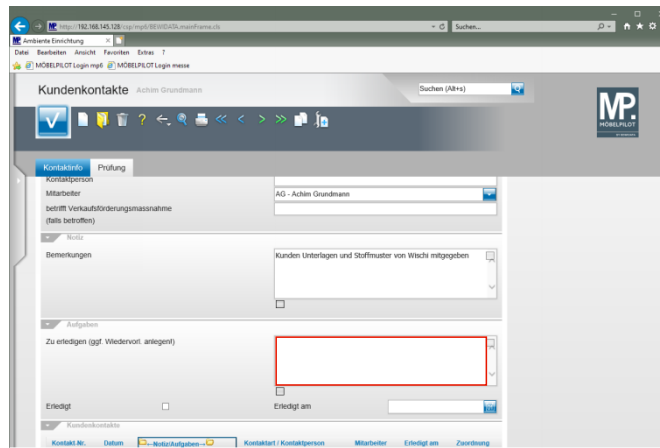 http://192.168.145.128/csp/mp6/BEWIDATA.mainFrame.cls
Suchen...
Ambiente Einrichtung
Datei Bearbeiten Ansicht Favoriten Extras ?
MÖBELPILOT Login mp6 MÖBELPILOT Login messe
Kundenkontakte Achim Grundmann
Suchen (Alt+s)
MP.
MÖBELPILOT
Kontaktinfo Prüfung
Kontaktperson
Mitarbeiter AG - Achim Grundmann
betrifft Verkaufsförderungsmassnahme
(falls betroffen)
Notiz
Bemerkungen Kunden Unterlagen und Stoffmuster von Wischi mitgegeben
Aufgaben
Zu erledigen (ggf. Wiedervorl. anlegen!)
Erledigt Erledigt am
Kundenkontakte
Kontakt-Nr. Datum Notiz/Aufgaben Kontaktart / Kontaktperson Mitarbeiter Erledigt am Zuordnung